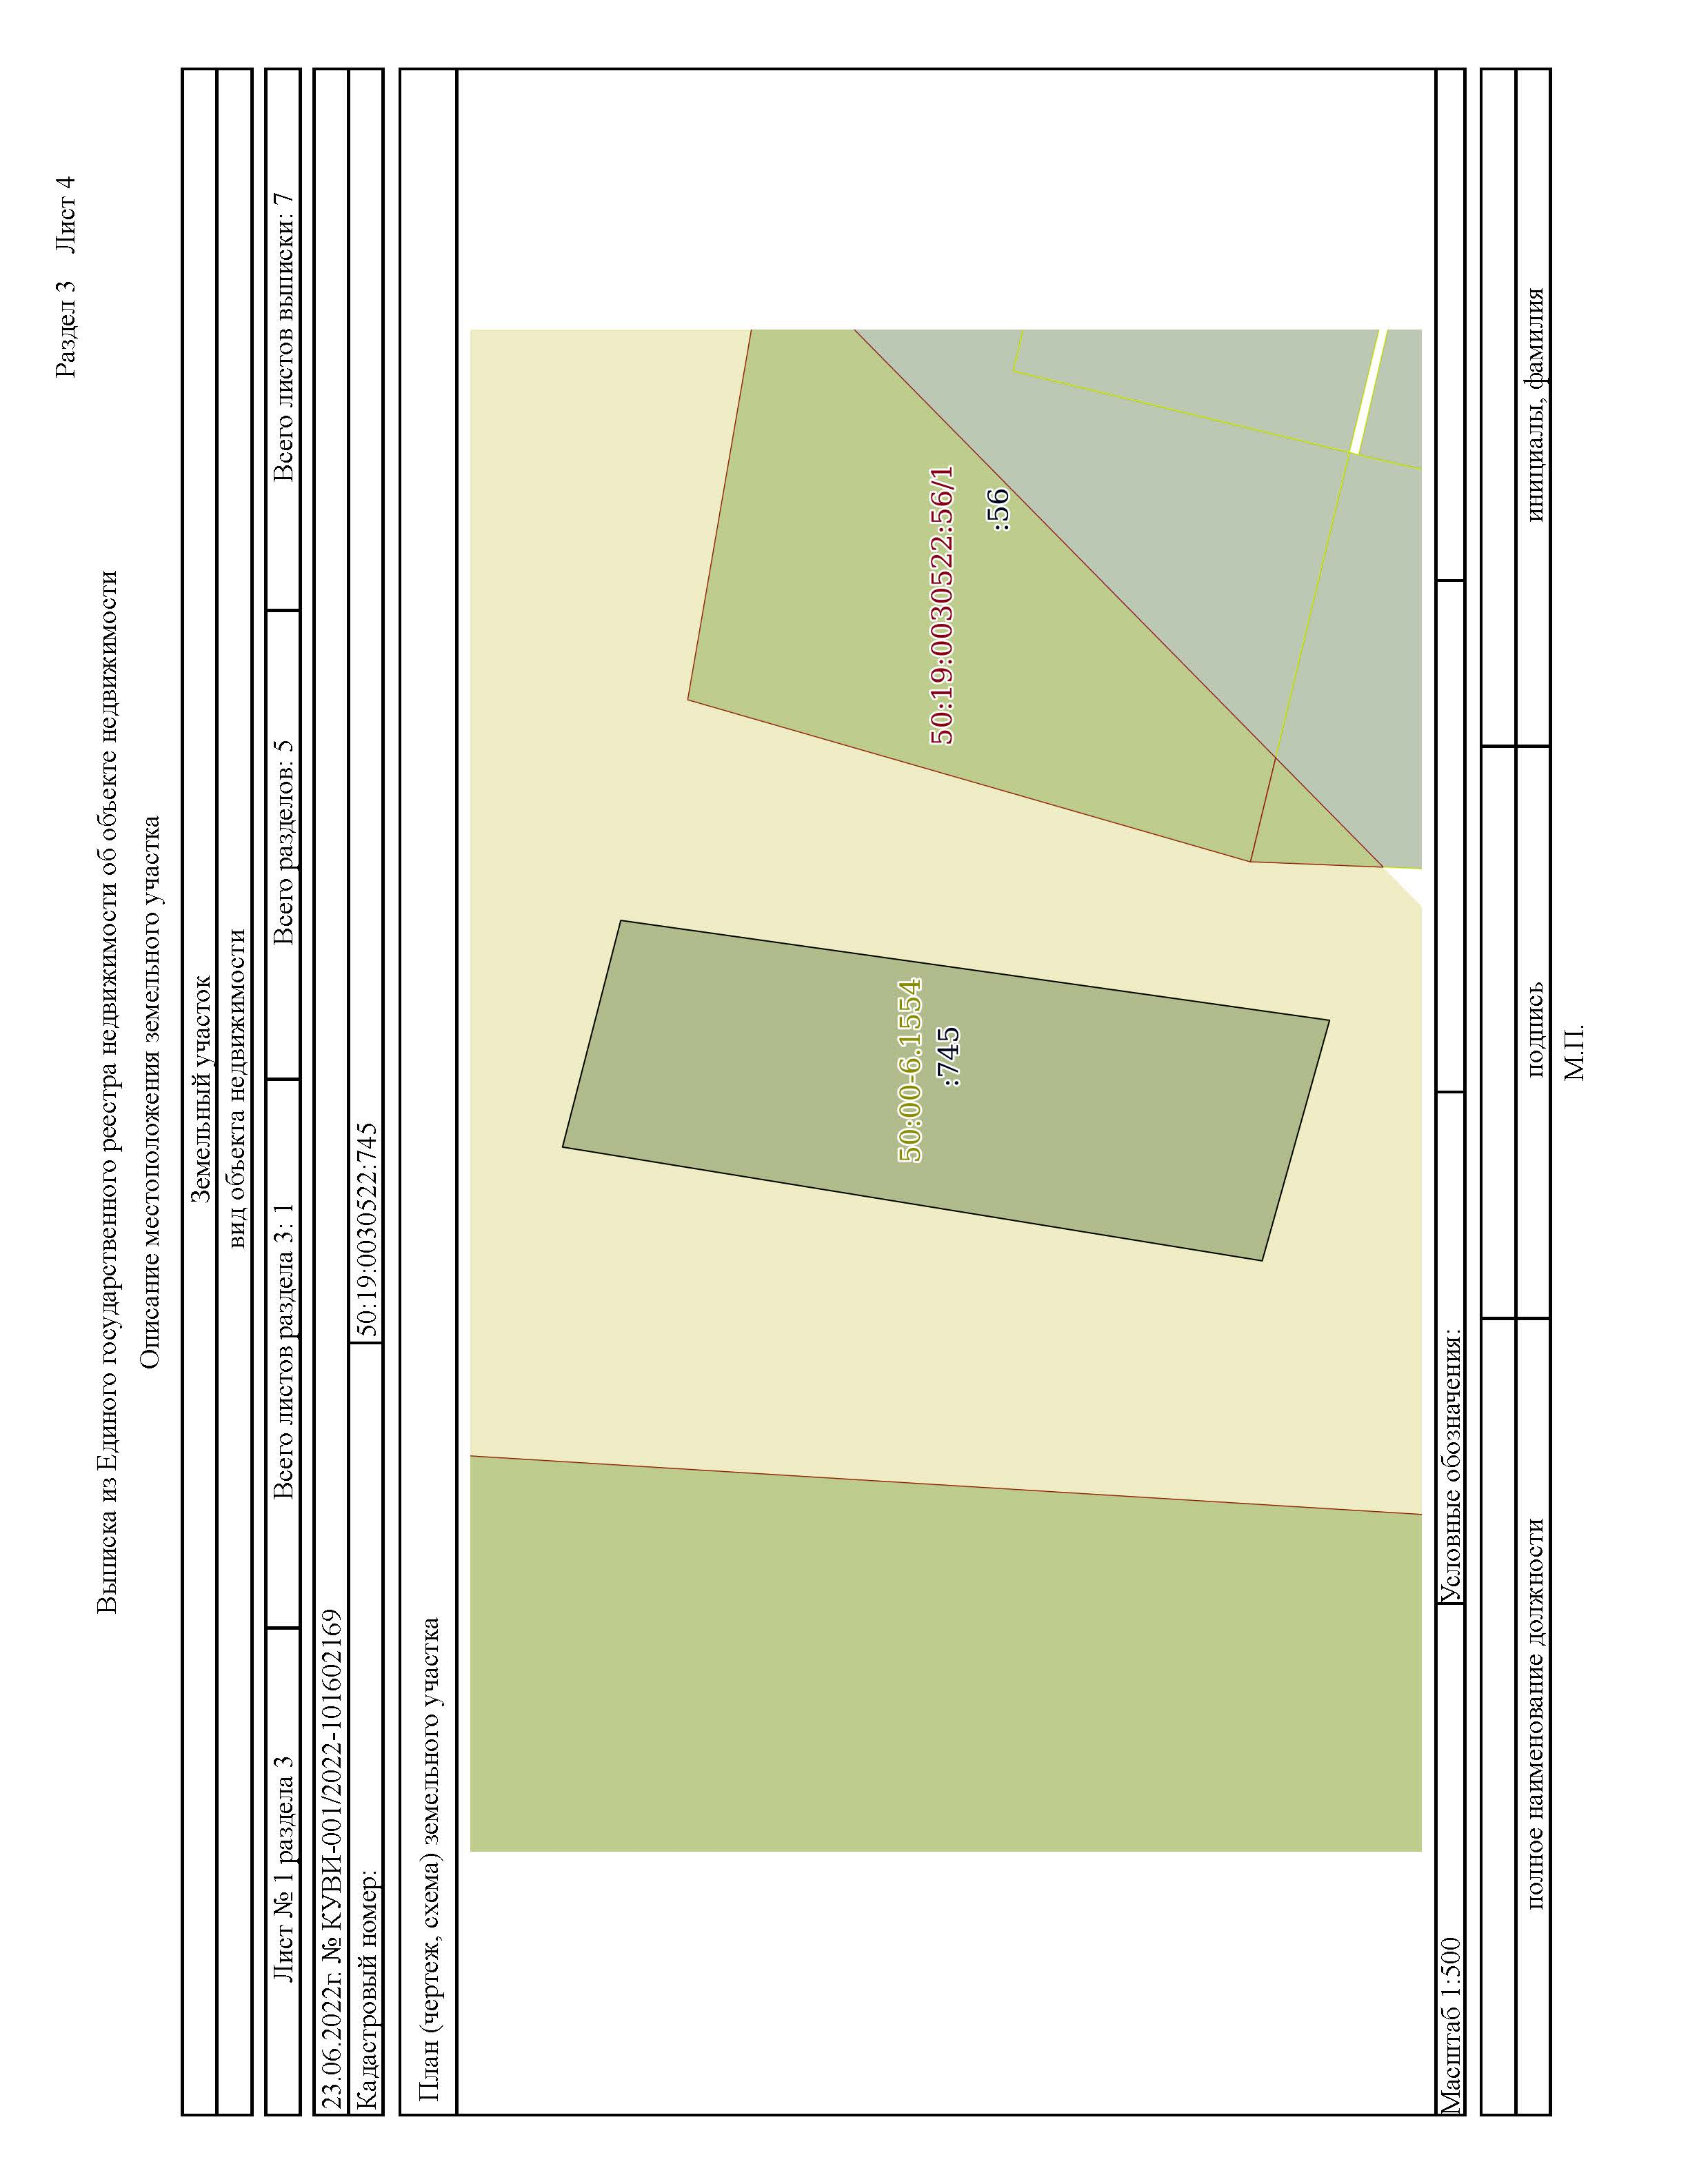 Раздел 3 Лист 4
Выписка из Единого государственного реестра недвижимости об объекте недвижимости
Описание местоположения земельного участка
Земельный участок
вид объекта недвижимости
Лист № 1 раздела 3 Всего листов раздела 3: 1 Всего разделов: 5 Всего листов выписки: 7
23.06.2022г. № КУВИ-001/2022-101602169
Кадастровый номер: 50:19:0030522:745
План (чертеж, схема) земельного участка
50:00-6.1554
:745
50:19:0030522:56/1
:56
Масштаб 1:500 Условные обозначения:
полное наименование должности подпись инициалы, фамилия
М.П.